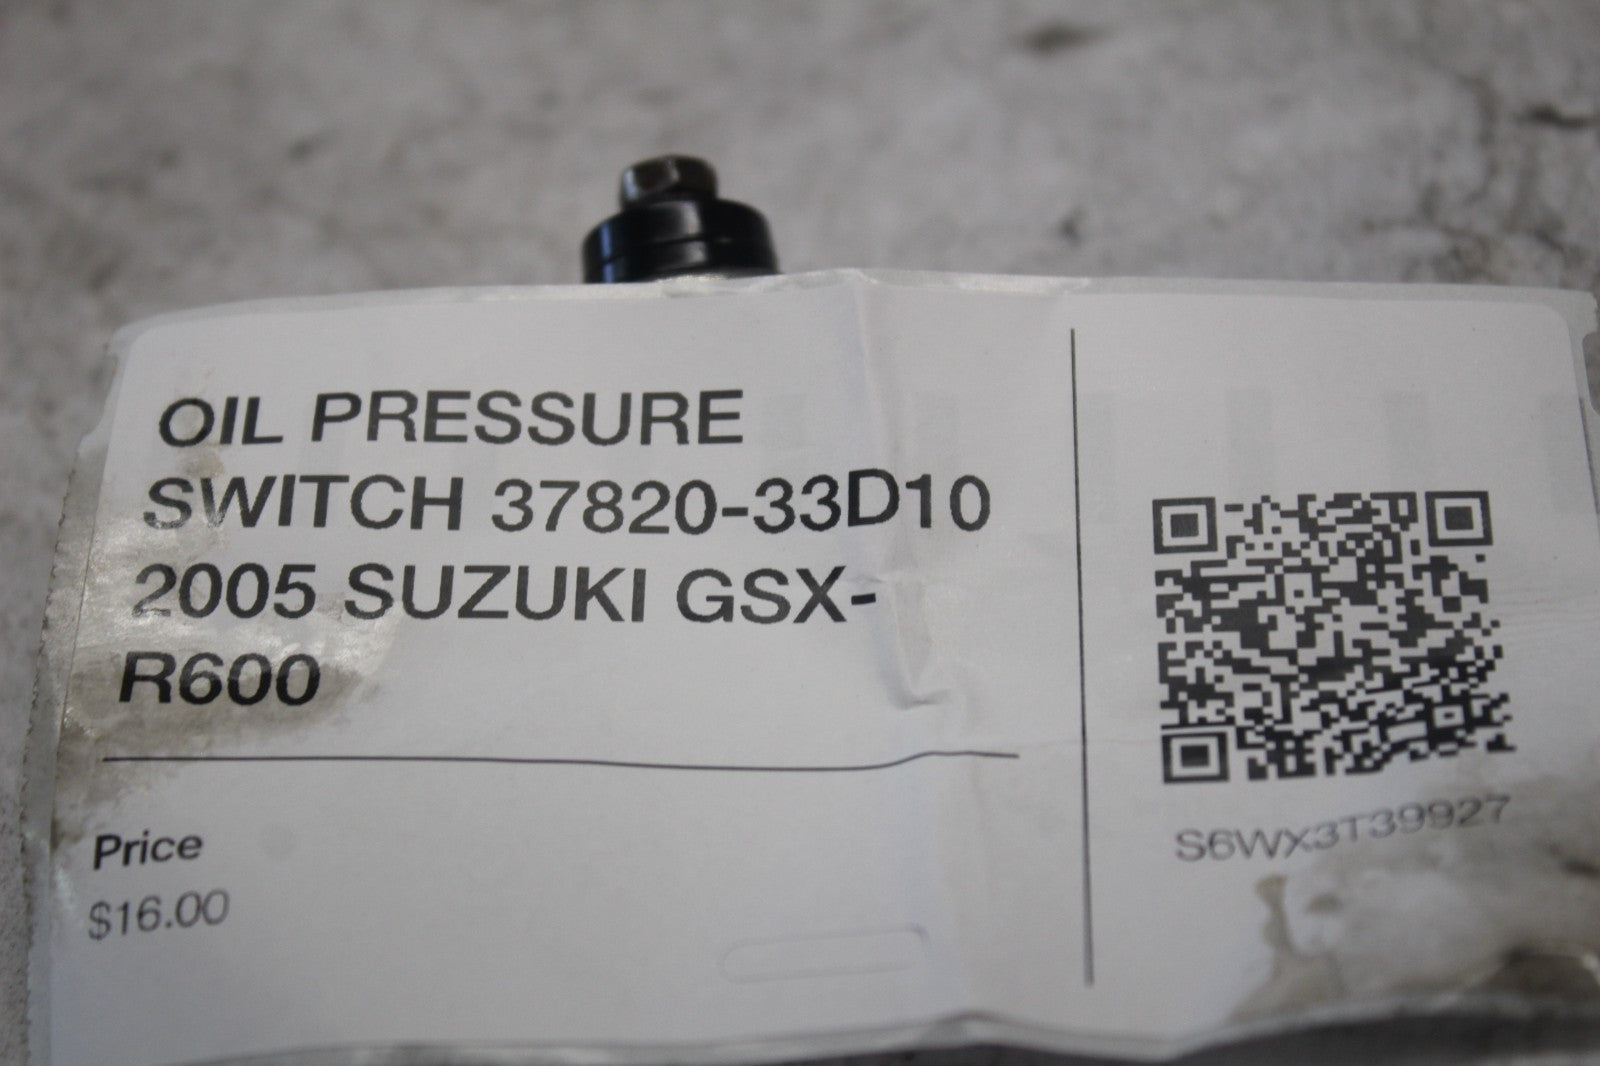 OIL PRESSURE
SWITCH 37820-33D10
2005 SUZUKI GSX-
R600
Price
$16.00
S6Wx3T39927